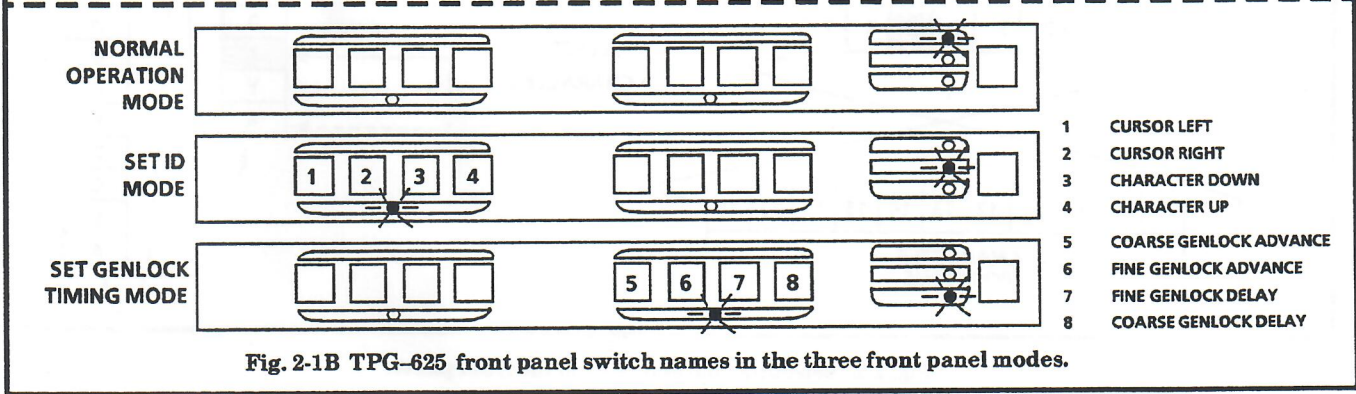 NORMAL
OPERATION
MODE
SET ID
MODE
1 2 3 4
1 CURSOR LEFT
2 CURSOR RIGHT
3 CHARACTER DOWN
4 CHARACTER UP
SET GENLOCK
TIMING MODE
5 6 7 8
5 COARSE GENLOCK ADVANCE
6 FINE GENLOCK ADVANCE
7 FINE GENLOCK DELAY
8 COARSE GENLOCK DELAY
Fig. 2-1B TPG–625 front panel switch names in the three front panel modes.